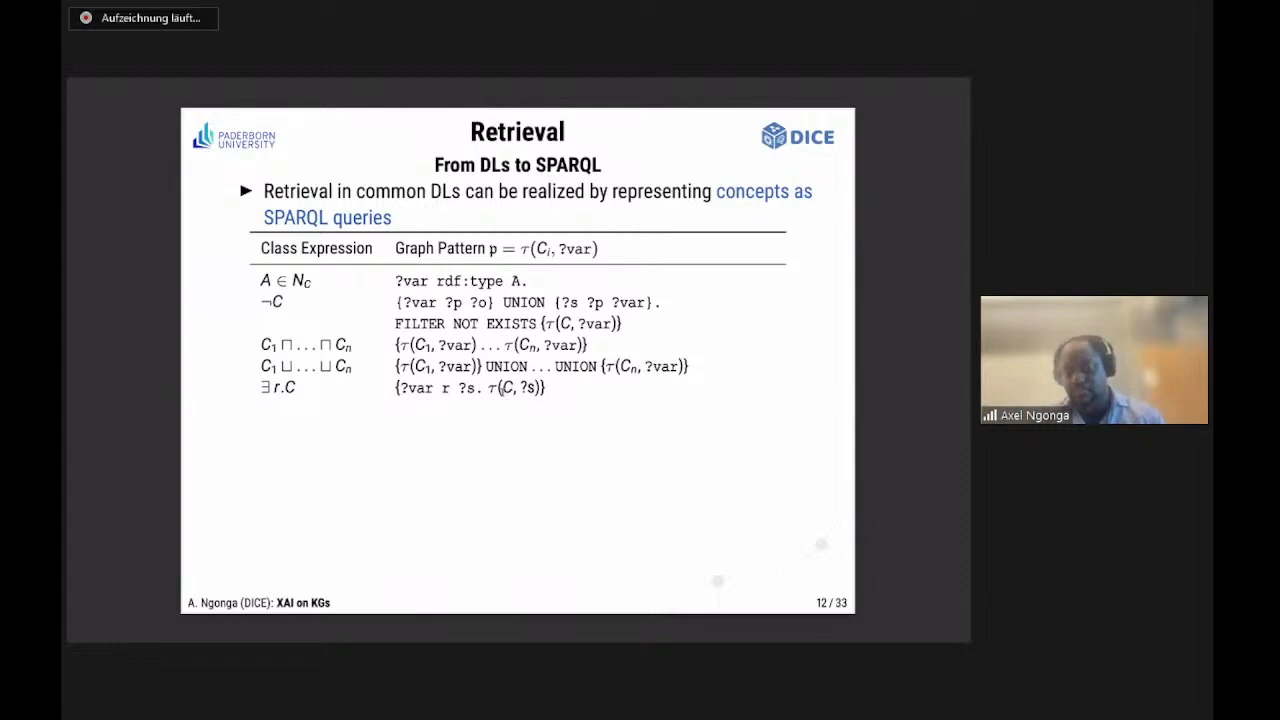 Aufzeichnung läuft...
PADERBORN
UNIVERSITY
DICE
Retrieval
From DLs to SPARQL
► Retrieval in common DLs can be realized by representing concepts as
SPARQL queries
Class Expression Graph Pattern 𝔭 = τ(Cᵢ, ?var)
A ∈ N_C ?var rdf:type A.
¬C {?var ?p ?o} UNION {?s ?p ?var}.
FILTER NOT EXISTS {τ(C, ?var)}
C₁ ⊓ ... ⊓ Cₙ {τ(C₁, ?var) ... τ(Cₙ, ?var)}
C₁ ⊔ ... ⊔ Cₙ {τ(C₁, ?var)} UNION ... UNION {τ(Cₙ, ?var)}
∃ r.C {?var r ?s. τ(C, ?s)}
Axel Ngonga
A. Ngonga (DICE): XAI on KGs 12 / 33